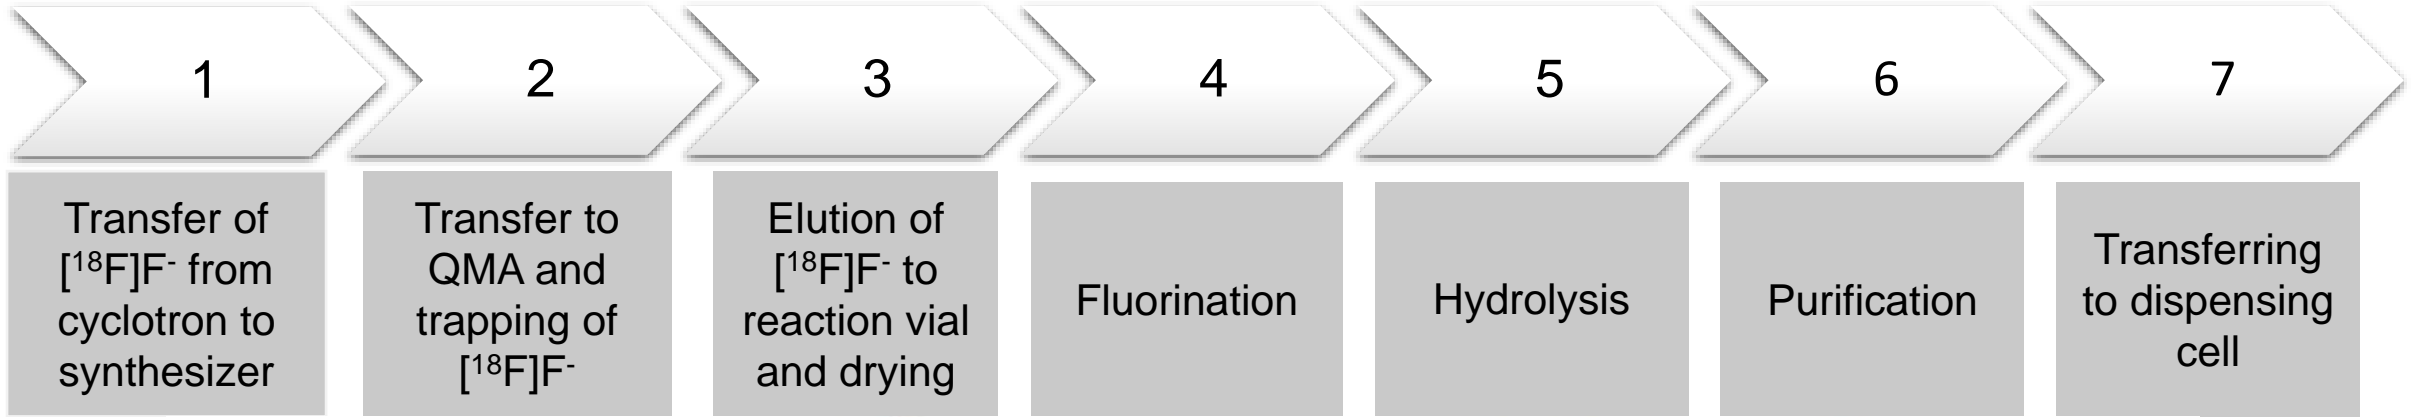 1
2
3
4
5
6
7
Transfer of
[¹⁸F]F⁻ from
cyclotron to
synthesizer
Transfer to
QMA and
trapping of
[¹⁸F]F⁻
Elution of
[¹⁸F]F⁻ to
reaction vial
and drying
Fluorination
Hydrolysis
Purification
Transferring
to dispensing
cell